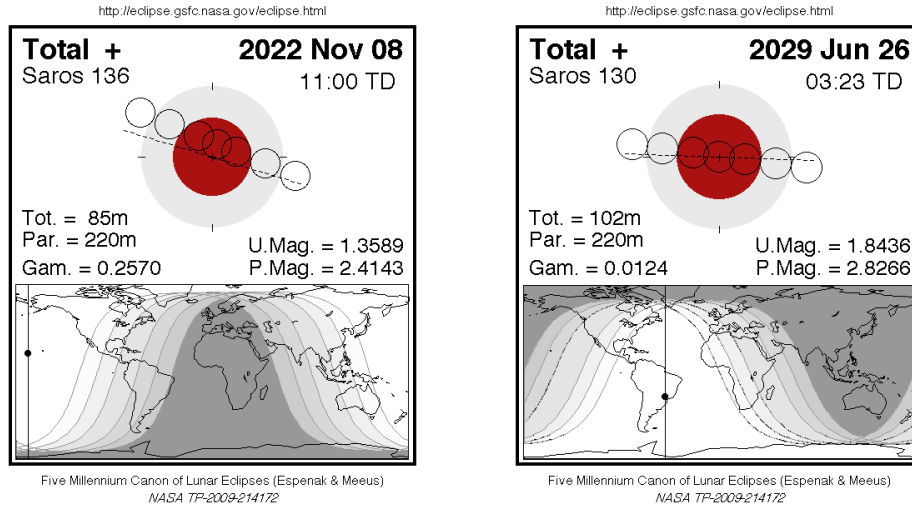 http://eclipse.gsfc.nasa.gov/eclipse.html
Total +
2022 Nov 08
Saros 136
11:00 TD
Tot. = 85m
Par. = 220m
Gam. = 0.2570
U.Mag. = 1.3589
P.Mag. = 2.4143
Five Millennium Canon of Lunar Eclipses (Espenak & Meeus)
NASA TP-2009-214172
http://eclipse.gsfc.nasa.gov/eclipse.html
Total +
2029 Jun 26
Saros 130
03:23 TD
Tot. = 102m
Par. = 220m
Gam. = 0.0124
U.Mag. = 1.8436
P.Mag. = 2.8266
Five Millennium Canon of Lunar Eclipses (Espenak & Meeus)
NASA TP-2009-214172